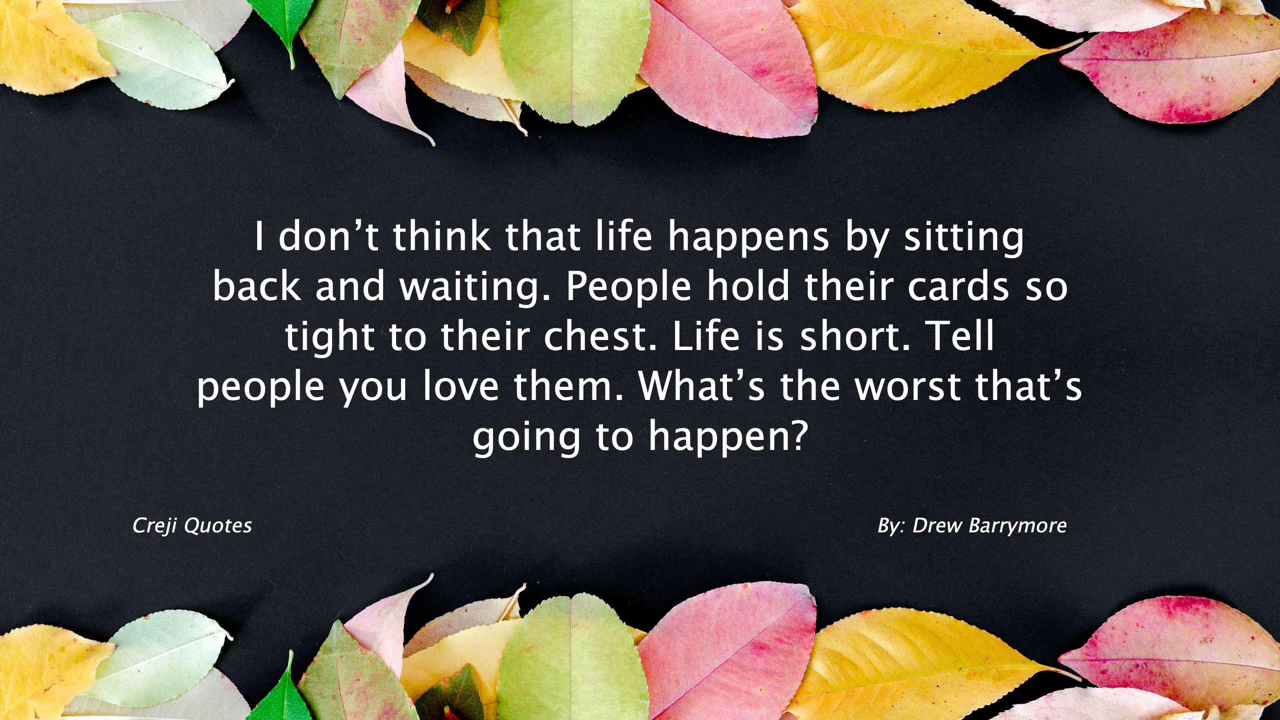 I don’t think that life happens by sitting
back and waiting. People hold their cards so
tight to their chest. Life is short. Tell
people you love them. What’s the worst that’s
going to happen?
Creji Quotes
By: Drew Barrymore